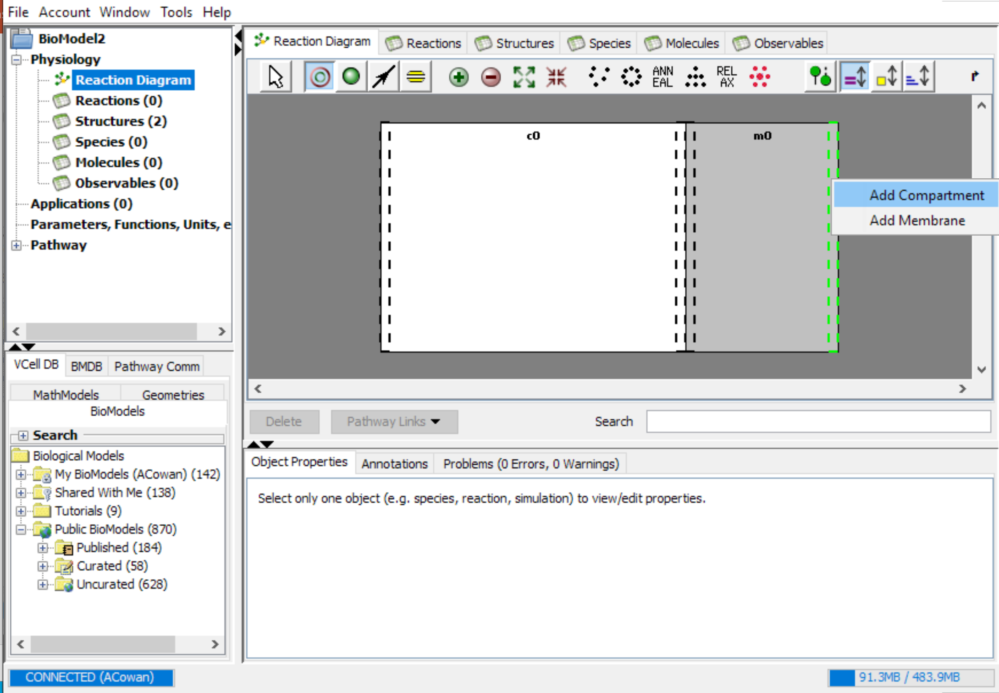 File Account Window Tools Help
BioModel2
Physiology
Reaction Diagram
Reactions (0)
Structures (2)
Species (0)
Molecules (0)
Observables (0)
Applications (0)
Parameters, Functions, Units, e
Pathway
VCell DB BMDB Pathway Comm
MathModels Geometries
BioModels
Search
Biological Models
My BioModels (ACowan) (142)
Shared With Me (138)
Tutorials (9)
Public BioModels (870)
Published (184)
Curated (58)
Uncurated (628)
Reaction Diagram Reactions Structures Species Molecules Observables
ANN
EAL
REL
AX
c0 m0
Add Compartment
Add Membrane
Delete Pathway Links Search
Object Properties Annotations Problems (0 Errors, 0 Warnings)
Select only one object (e.g. species, reaction, simulation) to view/edit properties.
CONNECTED (ACowan) 91.3MB / 483.9MB